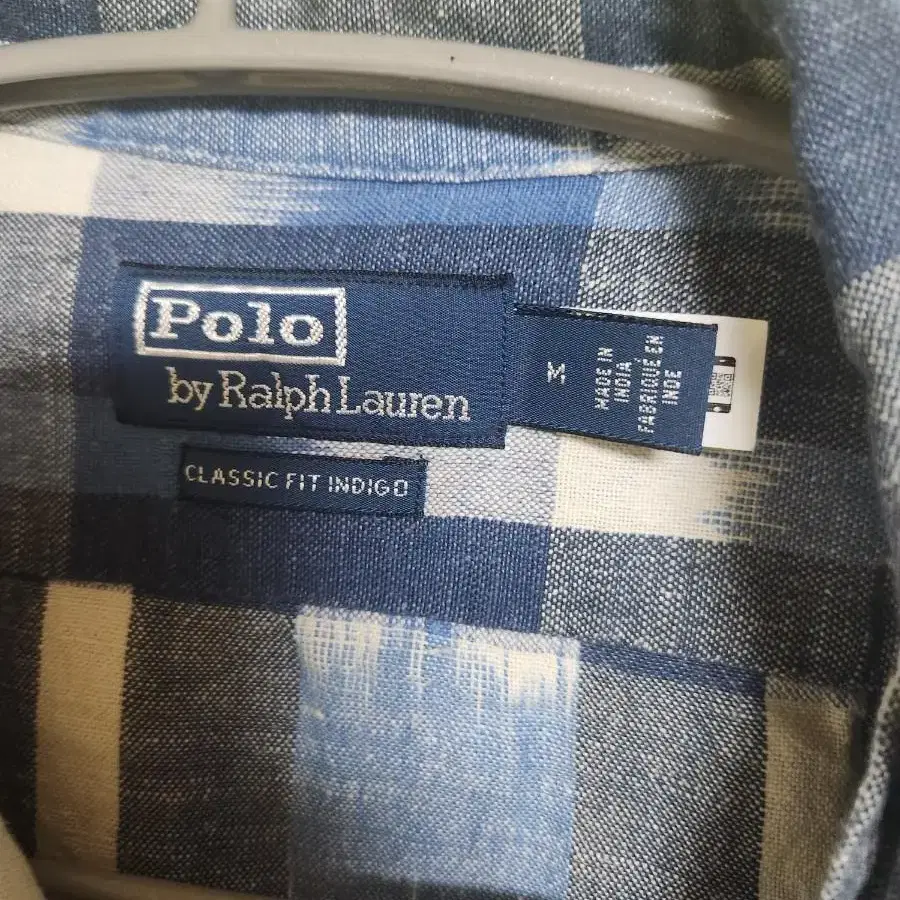 Polo
by Ralph Lauren
M
MADE IN
INDIA
FABRIQUÉ EN
INDE
CLASSIC FIT INDIGO